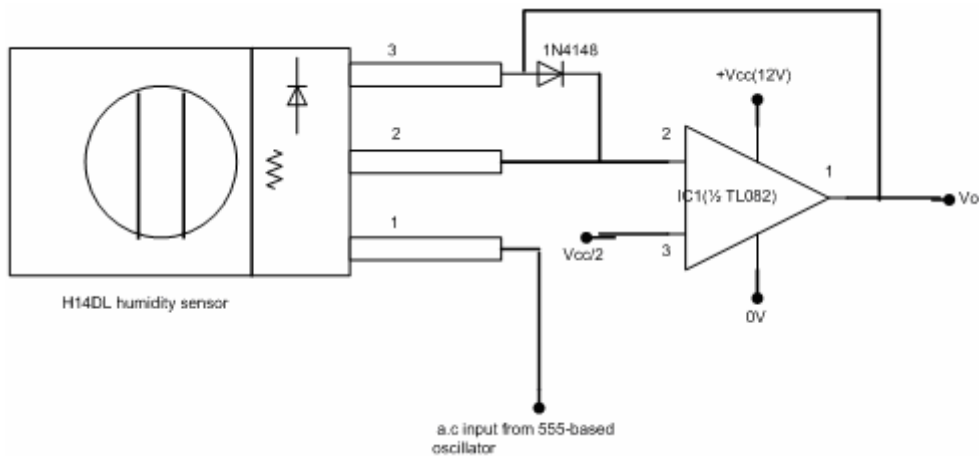 3
1N4148
+Vcc(12V)
2
2
1
IC1(½ TL082)
Vo
1
Vcc/2
3
H14DL humidity sensor
0V
a.c input from 555-based
oscillator